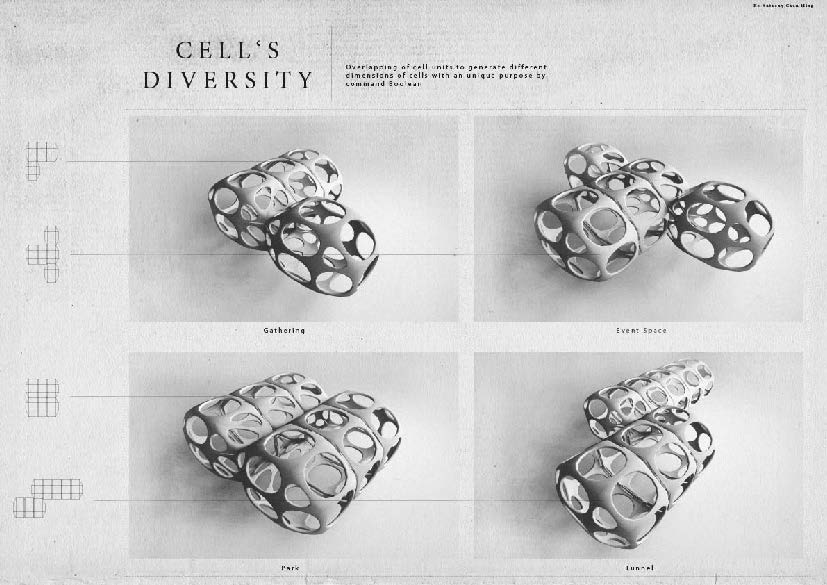 CELL'S
DIVERSITY
Overlapping of cell units to generate different
dimensions of cells with an unique purpose by
command Boolean
Gathering
Event Space
Park
Tunnel